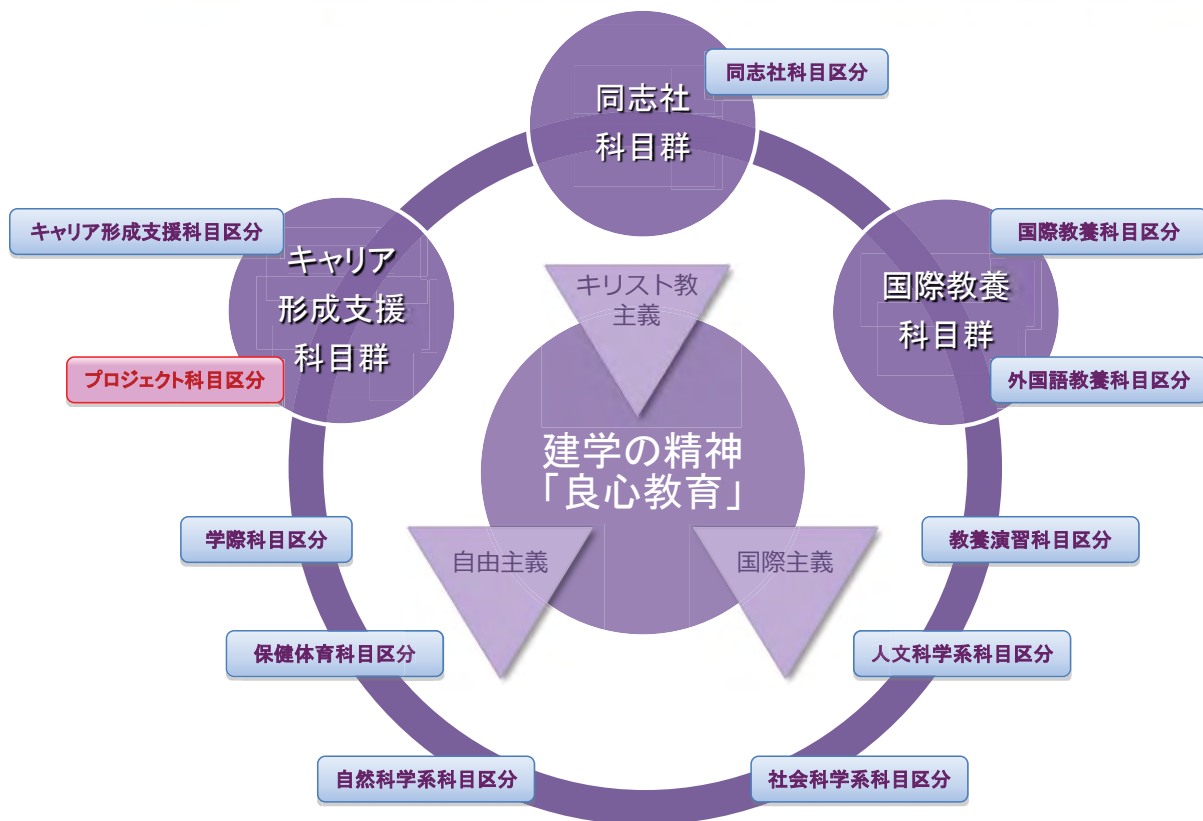 同志社科目区分
同志社
科目群
キャリア形成支援科目区分
キャリア
形成支援
科目群
プロジェクト科目区分
国際教養科目区分
国際教養
科目群
外国語教養科目区分
キリスト教
主義
建学の精神
「良心教育」
自由主義
国際主義
学際科目区分
教養演習科目区分
保健体育科目区分
人文科学系科目区分
自然科学系科目区分
社会科学系科目区分